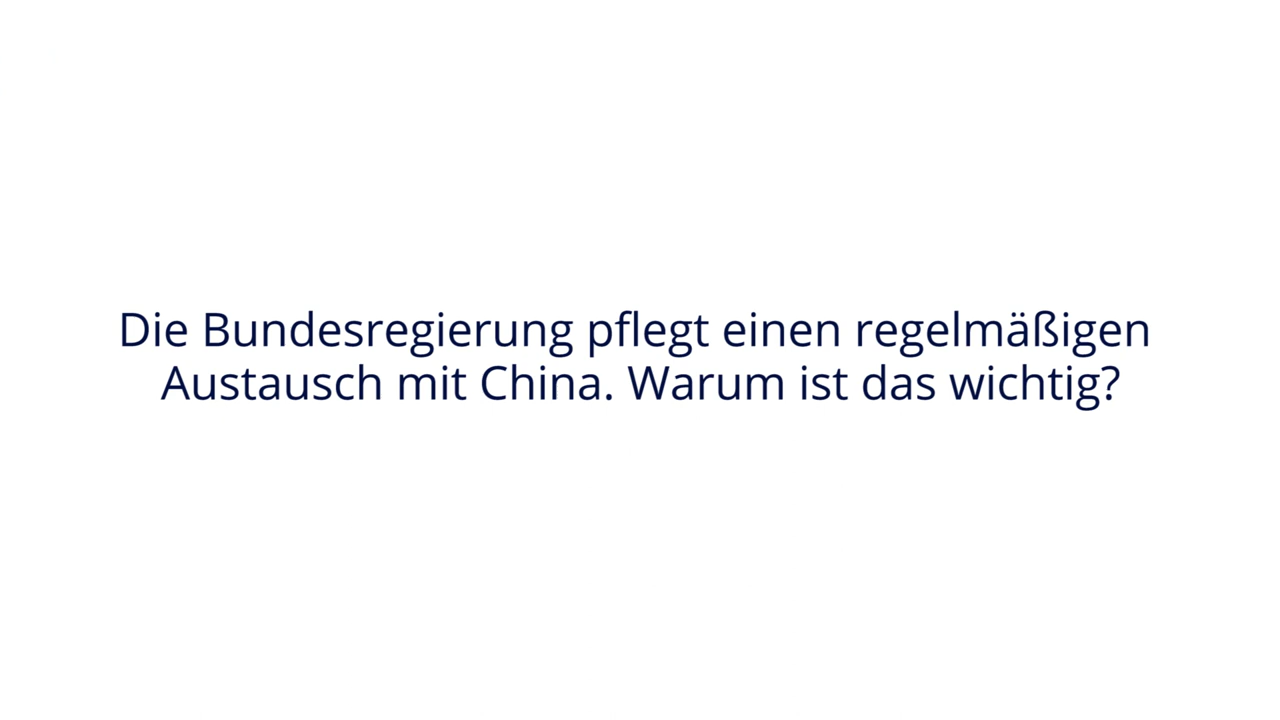 Die Bundesregierung pflegt einen regelmäßigen
Austausch mit China. Warum ist das wichtig?